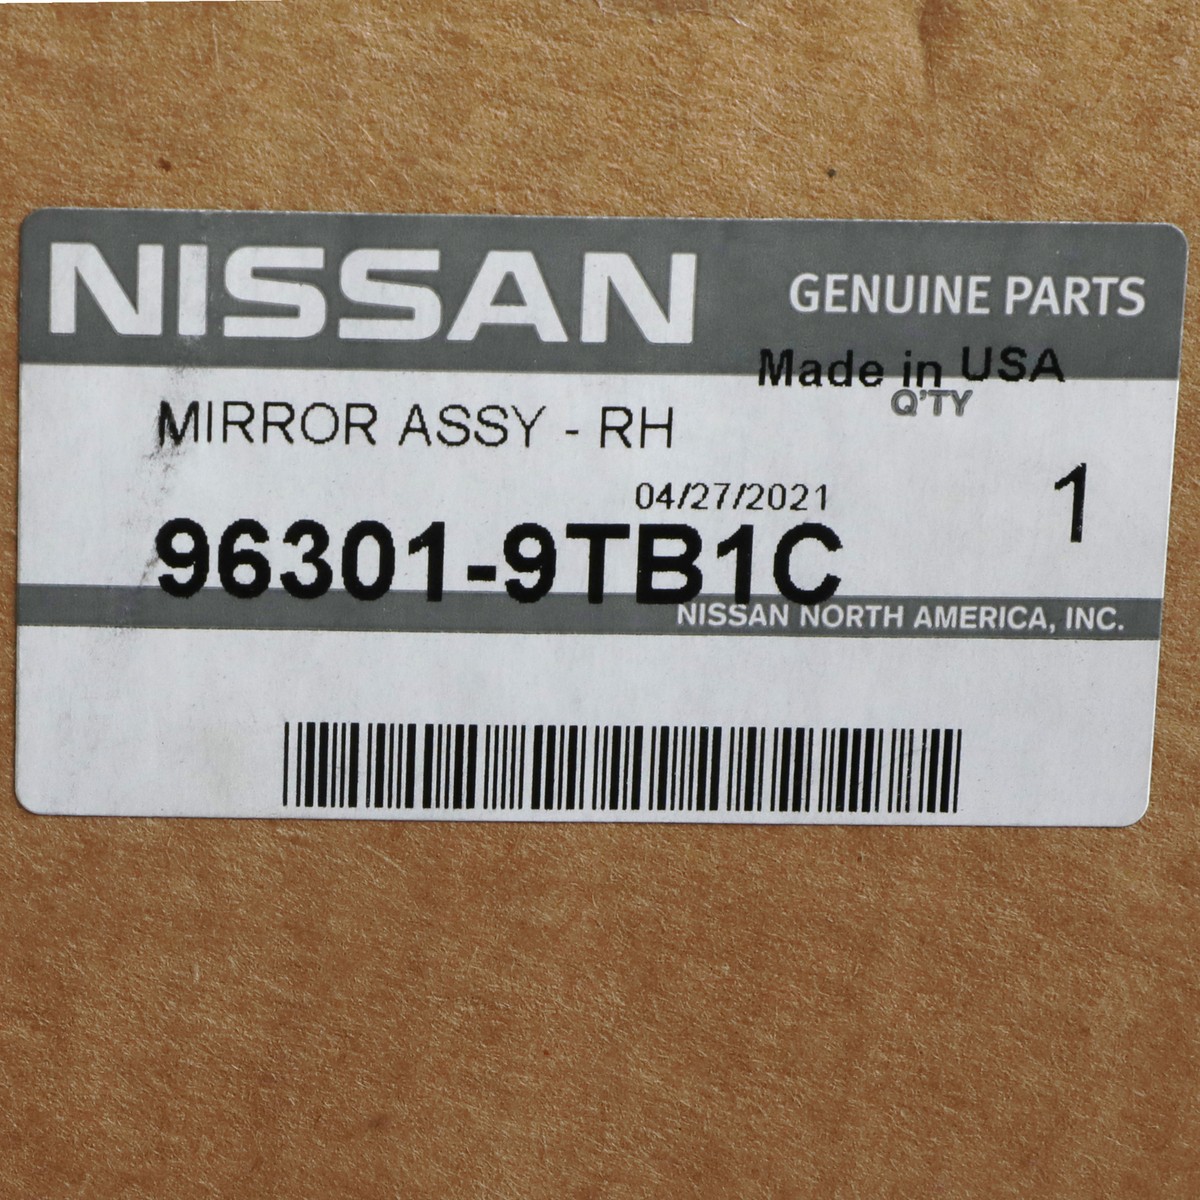 NISSAN GENUINE PARTS
Made in USA
Q'TY
MIRROR ASSY - RH
04/27/2021
1
96301-9TB1C
NISSAN NORTH AMERICA, INC.